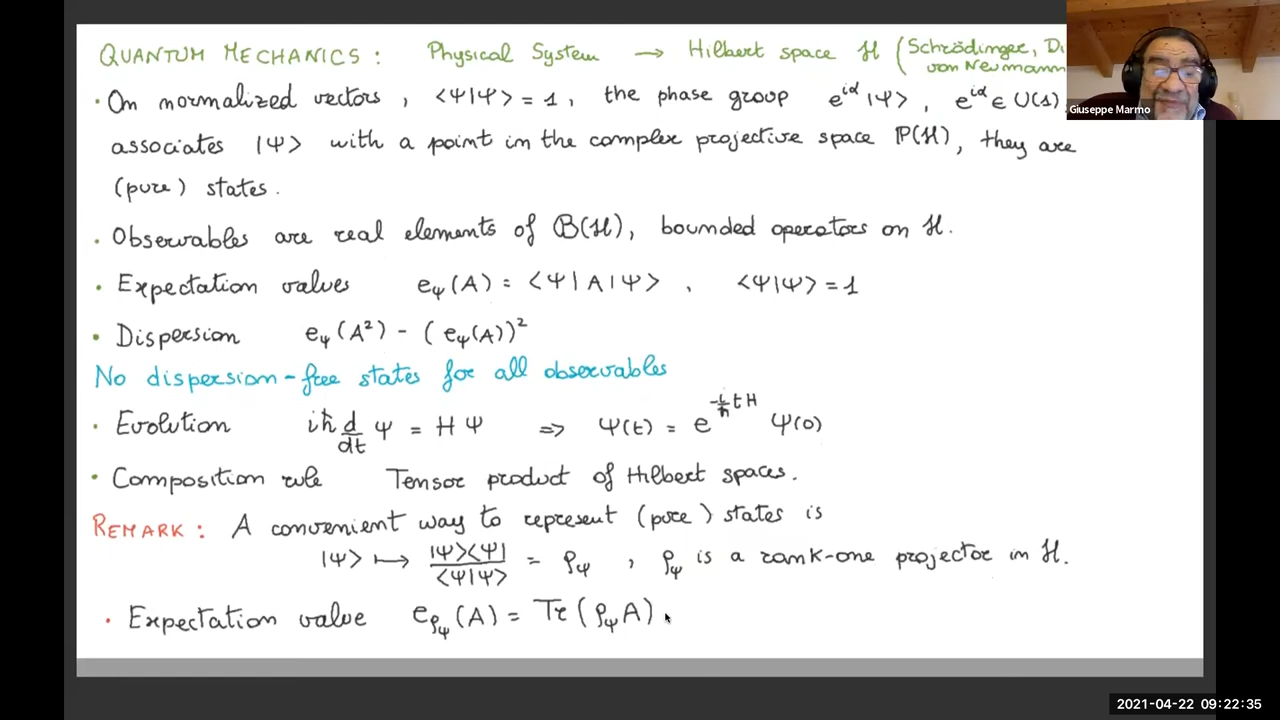 QUANTUM MECHANICS : Physical System → Hilbert space ℋ (Schrödinger, Di
von Neumann
Giuseppe Marmo
• On normalized vectors, ⟨Ψ|Ψ⟩ = 1, the phase group e^{iα}|Ψ⟩, e^{iα} ∈ U(1)
associates |Ψ⟩ with a point in the complex projective space ℙ(ℋ), they are
(pure) states.
• Observables are real elements of 𝔹(ℋ), bounded operators on ℋ.
• Expectation values e_Ψ(A) = ⟨Ψ|A|Ψ⟩, ⟨Ψ|Ψ⟩ = 1
• Dispersion e_Ψ(A²) - (e_Ψ(A))²
No dispersion-free states for all observables
• Evolution iħ d/dt Ψ = H Ψ ⇒ Ψ(t) = e^{-i/ħ tH} Ψ(0)
• Composition rule Tensor product of Hilbert spaces.
REMARK : A convenient way to represent (pure) states is
|Ψ⟩ ↦ |Ψ⟩⟨Ψ| / ⟨Ψ|Ψ⟩ = ρ_Ψ , ρ_Ψ is a rank-one projector in ℋ.
• Expectation value e_{ρ_Ψ}(A) = Tr(ρ_Ψ A)
2021-04-22 09:22:35